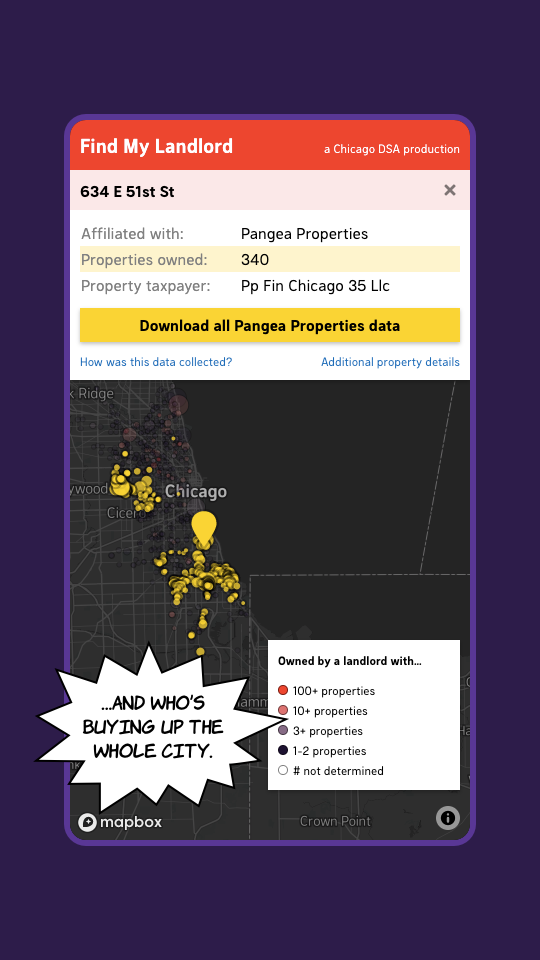 Find My Landlord
a Chicago DSA production
634 E 51st St
Affiliated with: Pangea Properties
Properties owned: 340
Property taxpayer: Pp Fin Chicago 35 Llc
Download all Pangea Properties data
How was this data collected? Additional property details
k Ridge
ywood
Chicago
Cicero
Owned by a landlord with...
100+ properties
10+ properties
3+ properties
1-2 properties
# not determined
...AND WHO'S
BUYING UP THE
WHOLE CITY.
mapbox
Crown Point